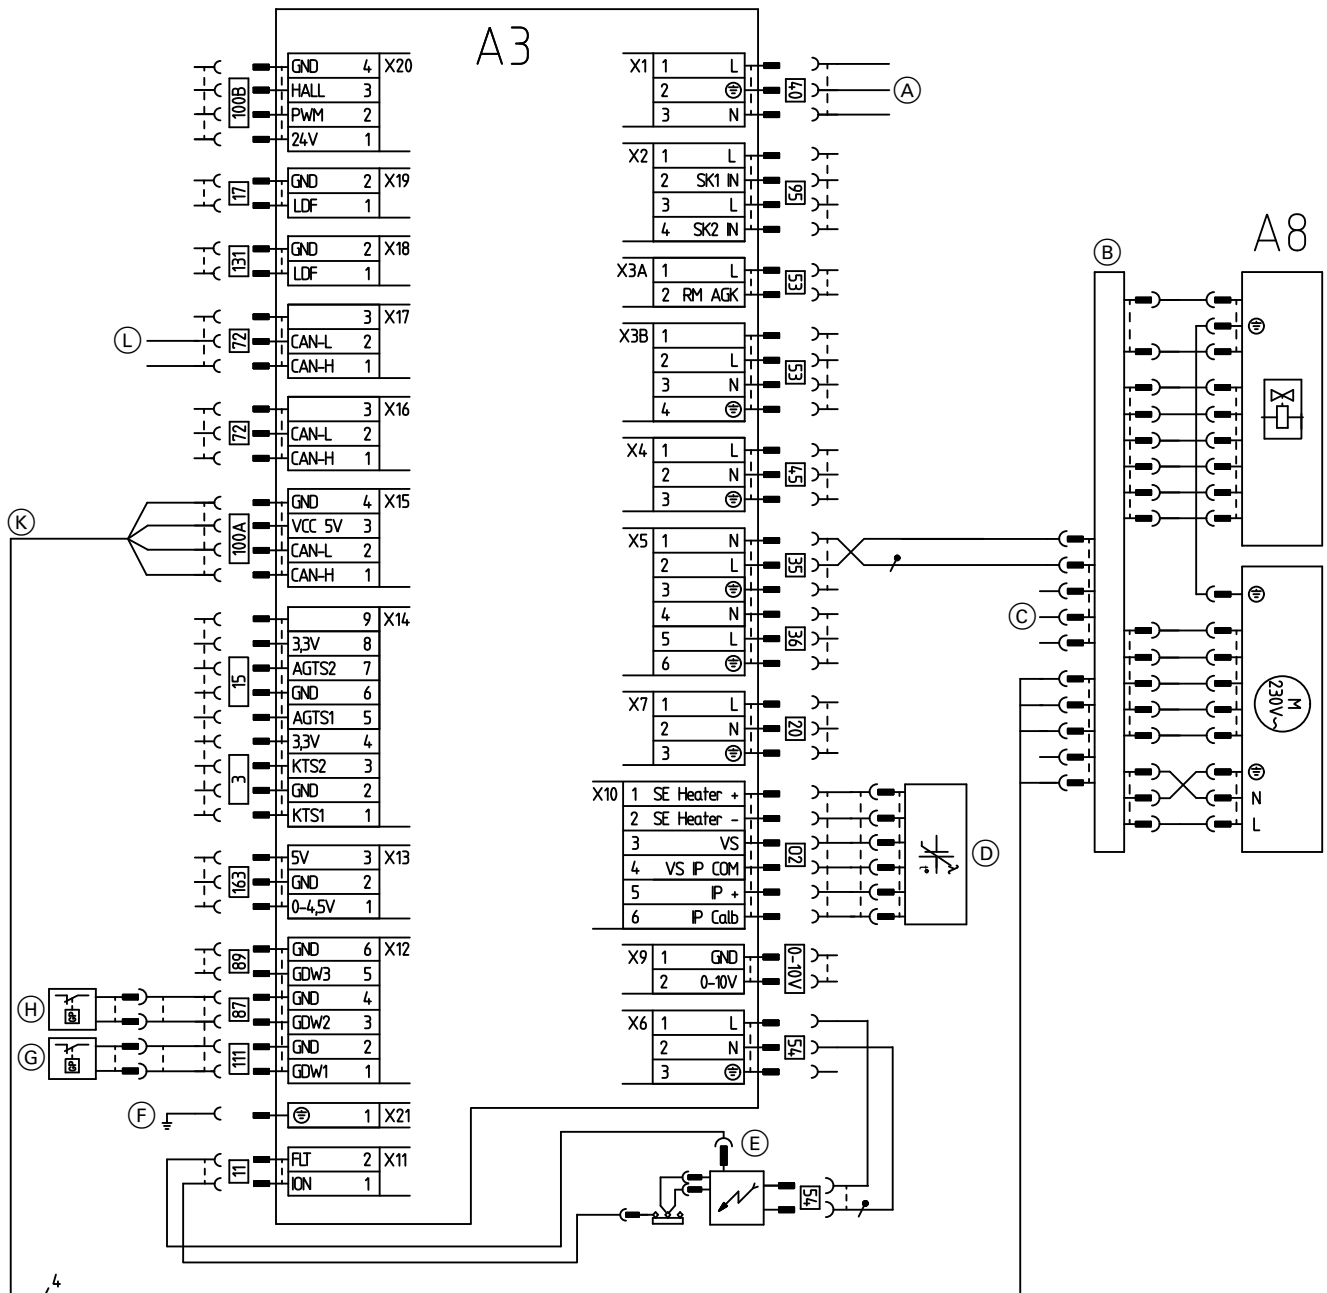 A3
GND 4 X20
HALL 3
PWM 2
24V 1
100B
GND 2 X19
LDF 1
17
GND 2 X18
LDF 1
131
3 X17
CAN-L 2
CAN-H 1
72
L
3 X16
CAN-L 2
CAN-H 1
72
GND 4 X15
VCC 5V 3
CAN-L 2
CAN-H 1
100A
K
9 X14
3,3V 8
AGTS2 7
GND 6
AGTS1 5
3,3V 4
KTS2 3
GND 2
KTS1 1
15
3
5V 3 X13
GND 2
0-4,5V 1
163
GND 6 X12
GDW3 5
GND 4
GDW2 3
GND 2
GDW1 1
89
87
111
H
GP
G
GP
F
1 X21
FLT 2 X11
ION 1
11
4
X1 1 L
2
3 N
40
A
X2 1 L
2 SK1 IN
3 L
4 SK2 IN
95
X3A 1 L
2 RM AGK
53
X3B 1
2 L
3 N
4
53
X4 1 L
2 N
3
45
X5 1 N
2 L
3
4 N
5 L
6
35
36
X7 1 L
2 N
3
20
X10 1 SE Heater +
2 SE Heater -
3 VS
4 VS IP COM
5 IP +
6 IP Calb
02
t°
D
X9 1 GND
2 0-10V
0-10V
X6 1 L
2 N
3
54
E
54
B
C
A8
M
230V~
N
L